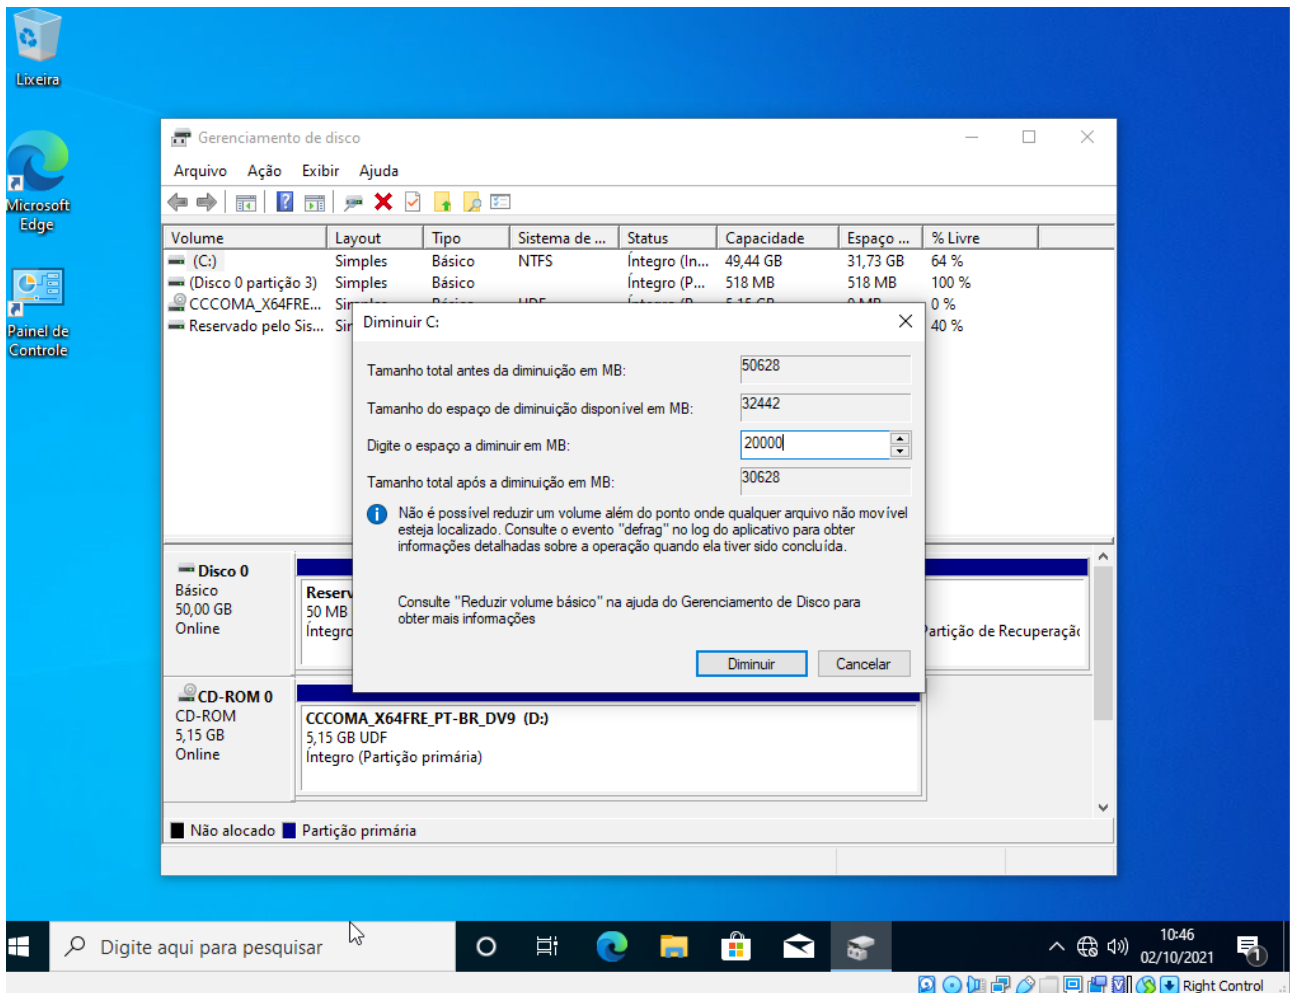 Lixeira
Microsoft
Edge
Painel de
Controle
Gerenciamento de disco
Arquivo Ação Exibir Ajuda
Volume Layout Tipo Sistema de ... Status Capacidade Espaço ... % Livre
(C:) Simples Básico NTFS Íntegro (In... 49,44 GB 31,73 GB 64 %
(Disco 0 partição 3) Simples Básico Íntegro (P... 518 MB 518 MB 100 %
CCCOMA_X64FRE... 0 %
Reservado pelo Sis... 40 %
Diminuir C:
Tamanho total antes da diminuição em MB: 50628
Tamanho do espaço de diminuição disponível em MB: 32442
Digite o espaço a diminuir em MB: 20000
Tamanho total após a diminuição em MB: 30628
Não é possível reduzir um volume além do ponto onde qualquer arquivo não movível
esteja localizado. Consulte o evento "defrag" no log do aplicativo para obter
informações detalhadas sobre a operação quando ela tiver sido concluída.
Consulte "Reduzir volume básico" na ajuda do Gerenciamento de Disco para
obter mais informações
Diminuir Cancelar
Disco 0
Básico
50,00 GB
Online
Reserv
50 MB
Íntegro
Partição de Recuperaçã
CD-ROM 0
CD-ROM
5,15 GB
Online
CCCOMA_X64FRE_PT-BR_DV9 (D:)
5,15 GB UDF
Íntegro (Partição primária)
Não alocado Partição primária
Digite aqui para pesquisar
10:46
02/10/2021
1
Right Control